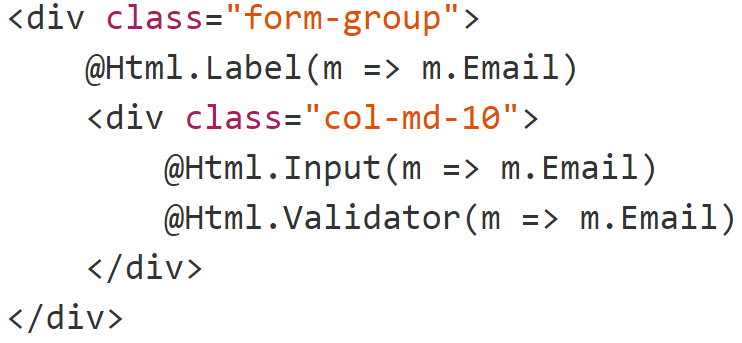 <div class="form-group">
    @Html.Label(m => m.Email)
    <div class="col-md-10">
        @Html.Input(m => m.Email)
        @Html.Validator(m => m.Email)
    </div>
</div>